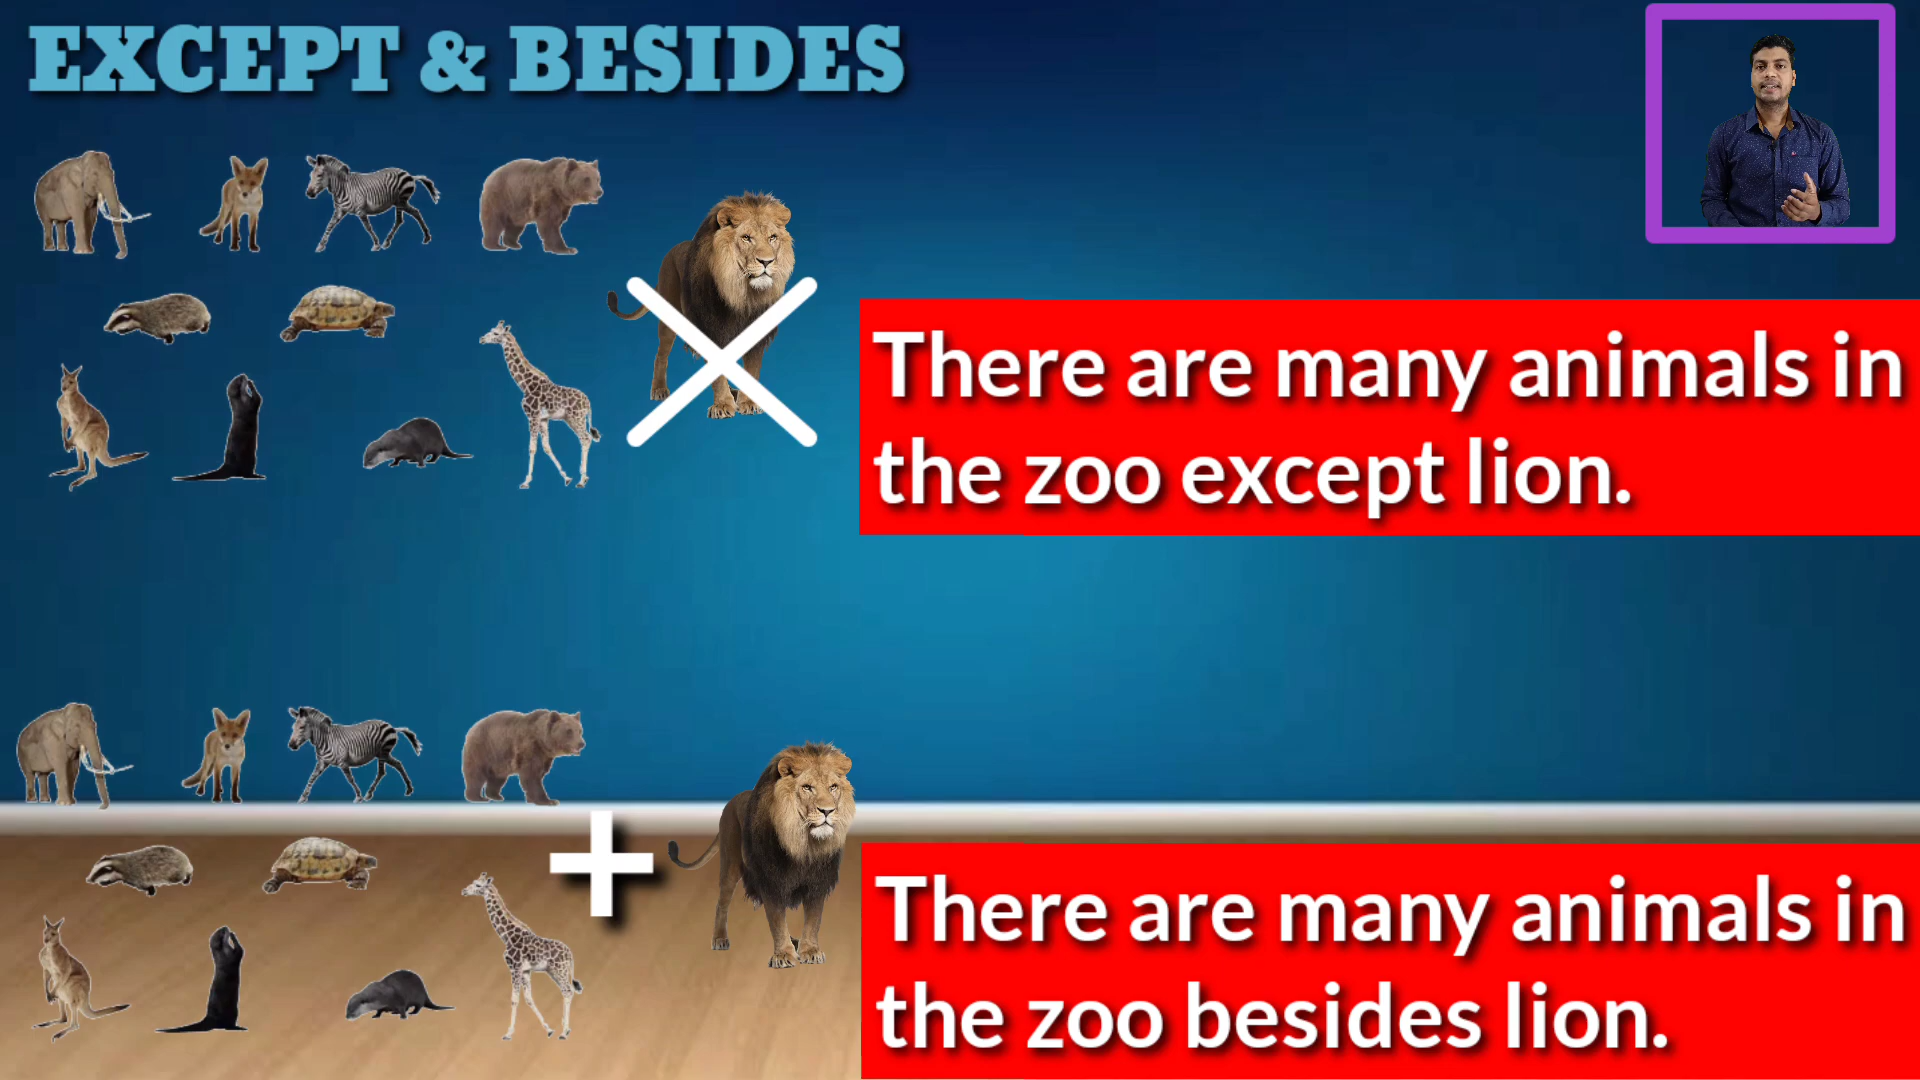 EXCEPT & BESIDES
There are many animals in
the zoo except lion.
There are many animals in
the zoo besides lion.